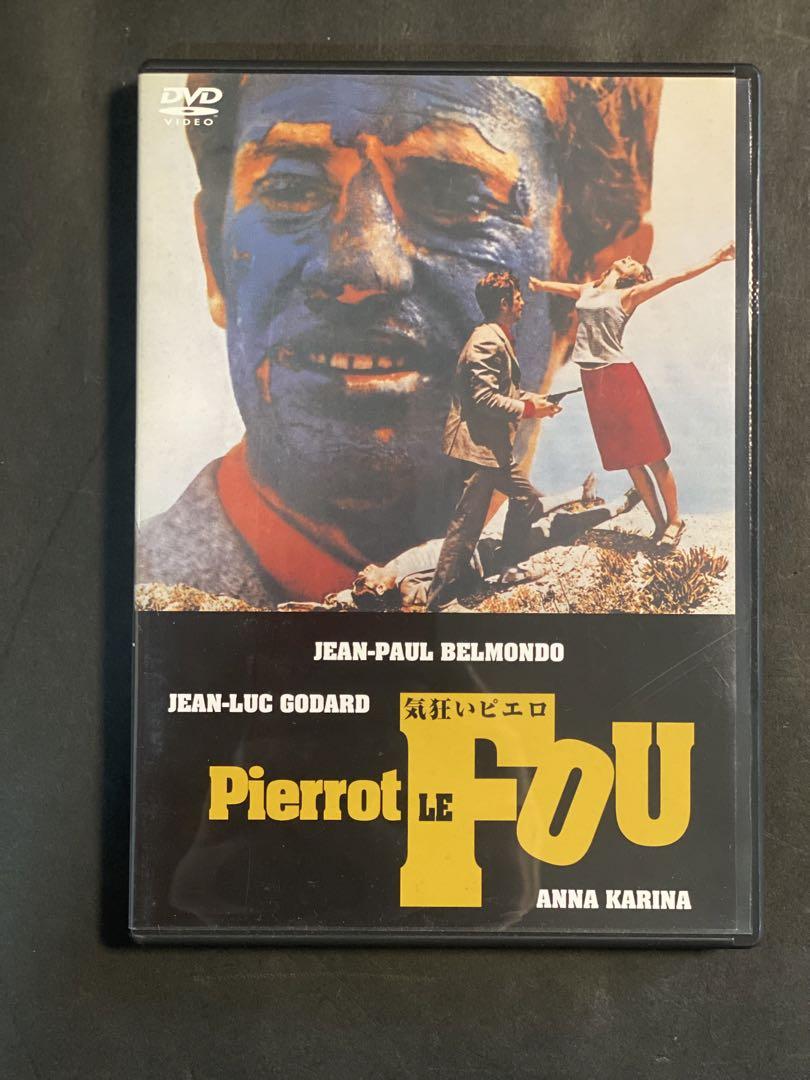 DVD
VIDEO
JEAN-PAUL BELMONDO
JEAN-LUC GODARD
気狂いピエロ
Pierrot LE FOU
ANNA KARINA